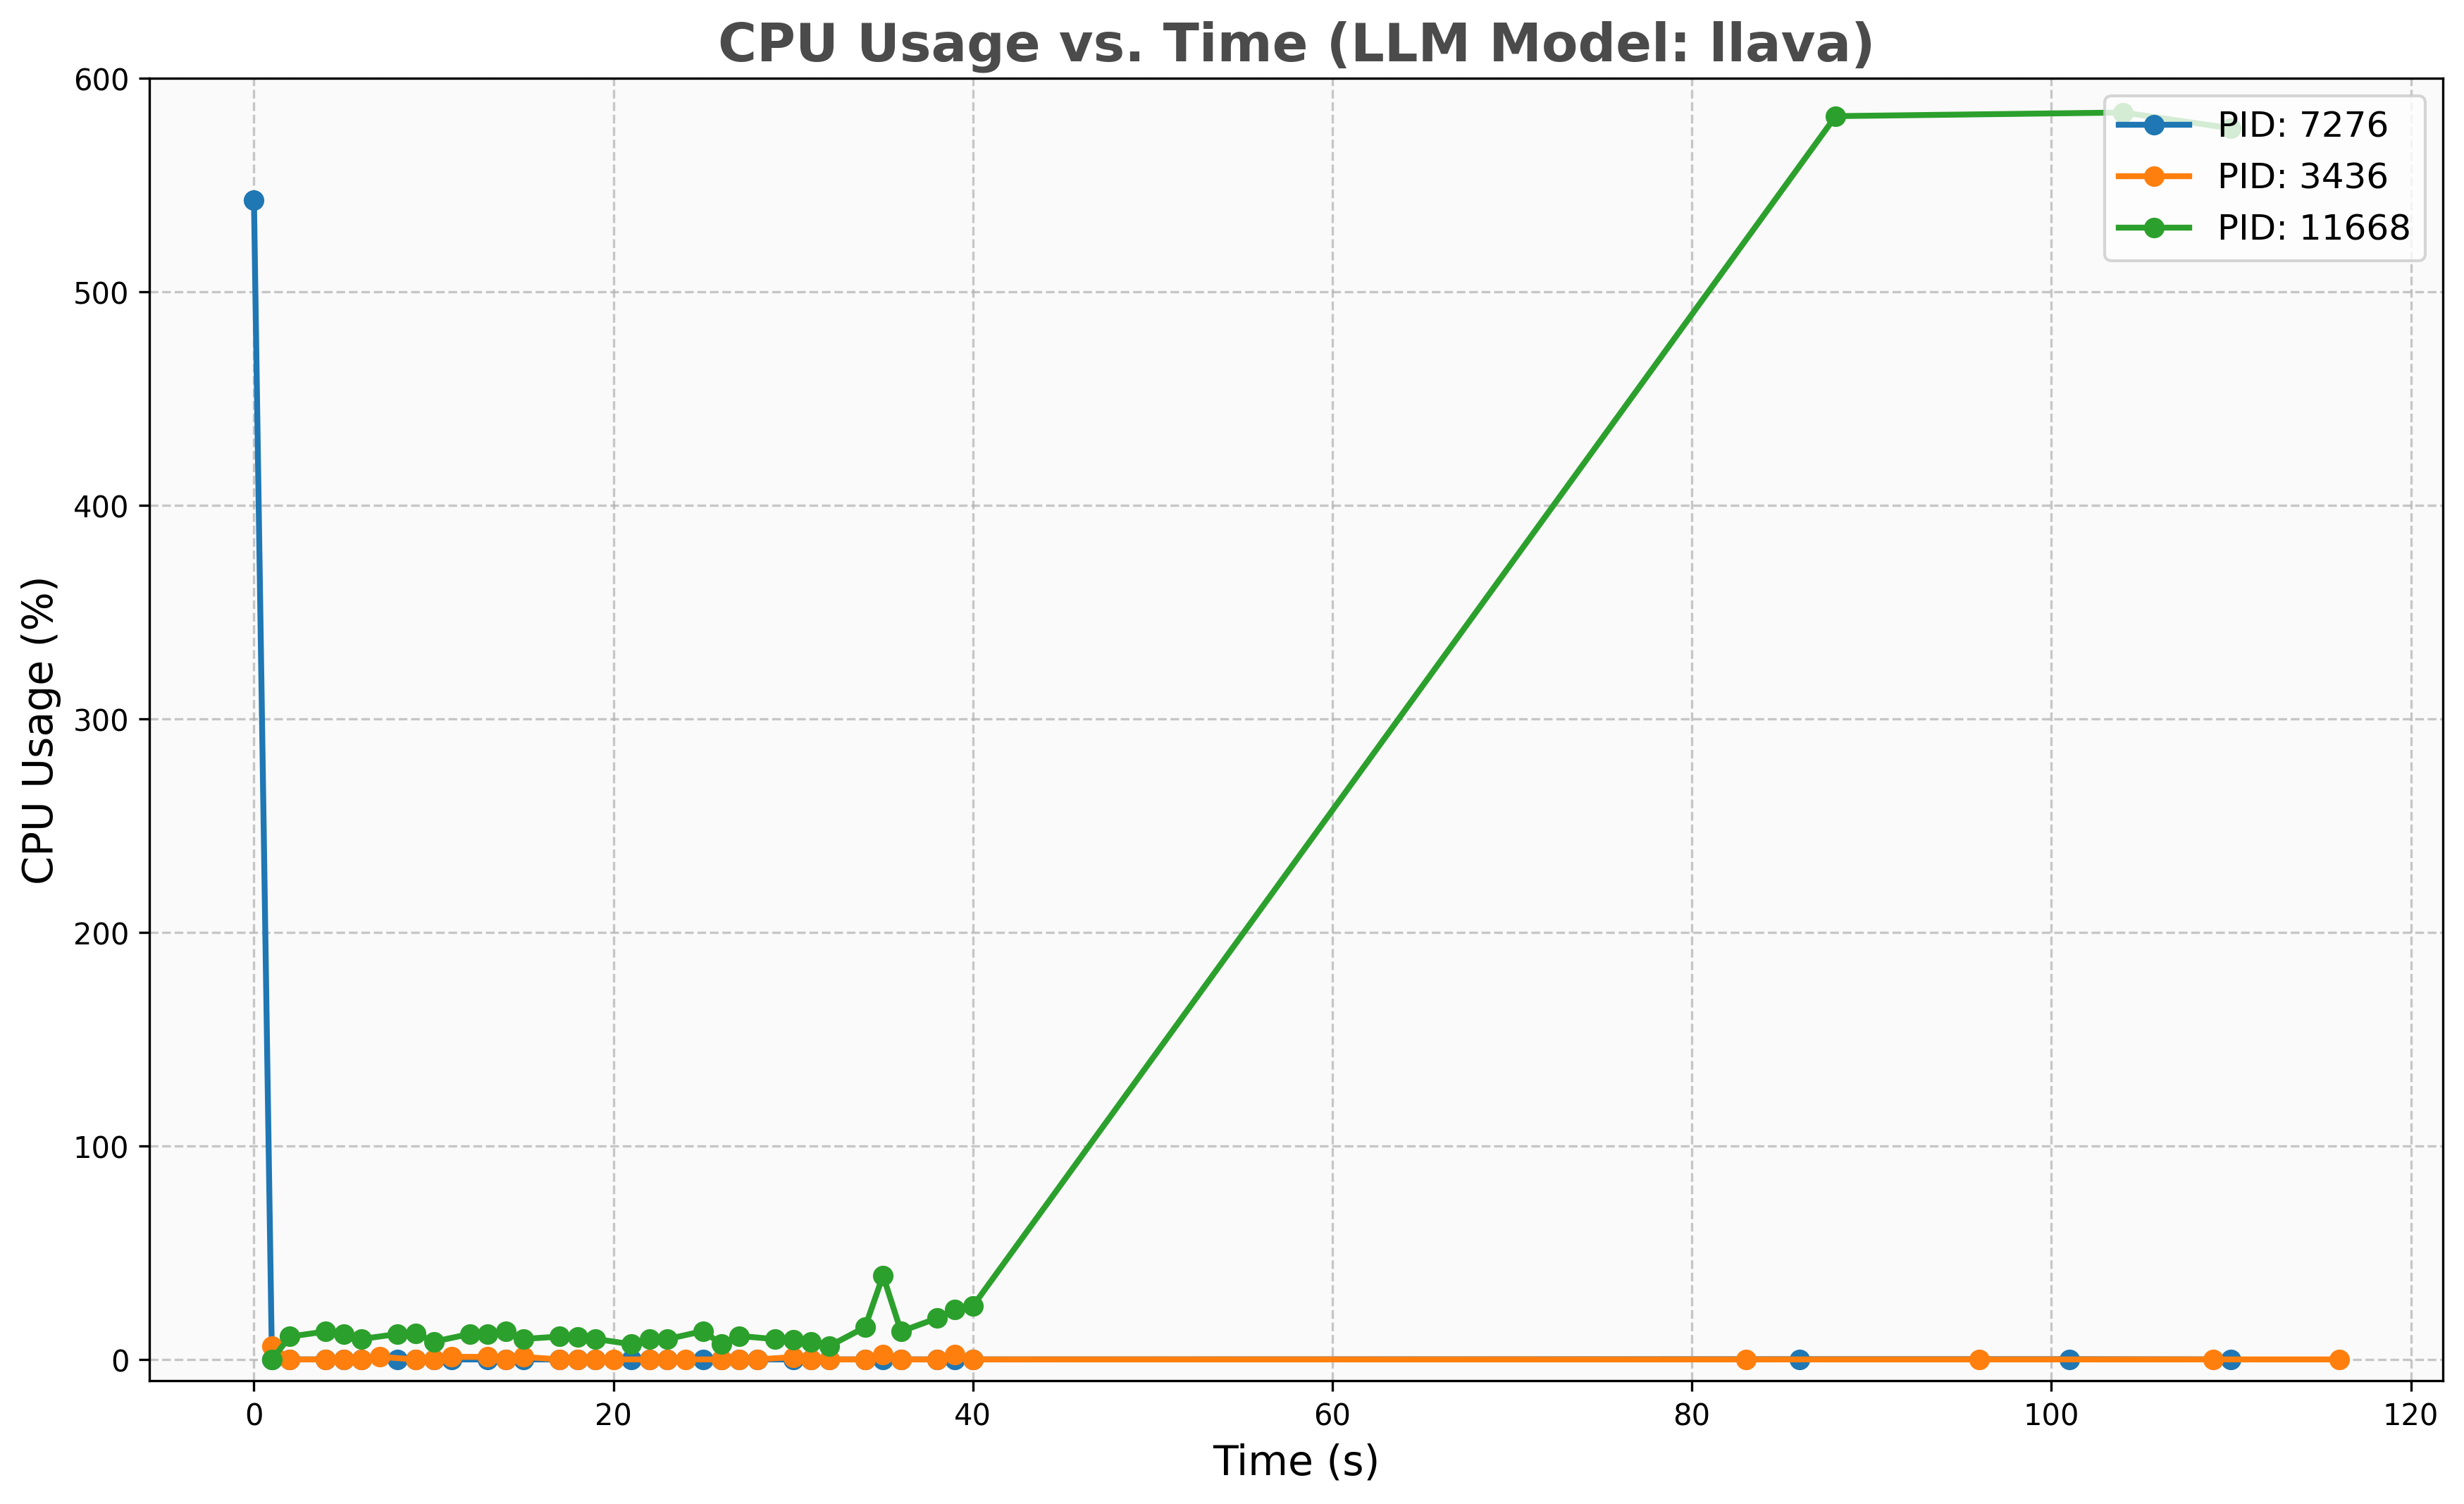 CPU Usage vs. Time (LLM Model: llava)
CPU Usage (%)
600
500
400
300
200
100
0
PID: 7276
PID: 3436
PID: 11668
0 20 40 60 80 100 120
Time (s)